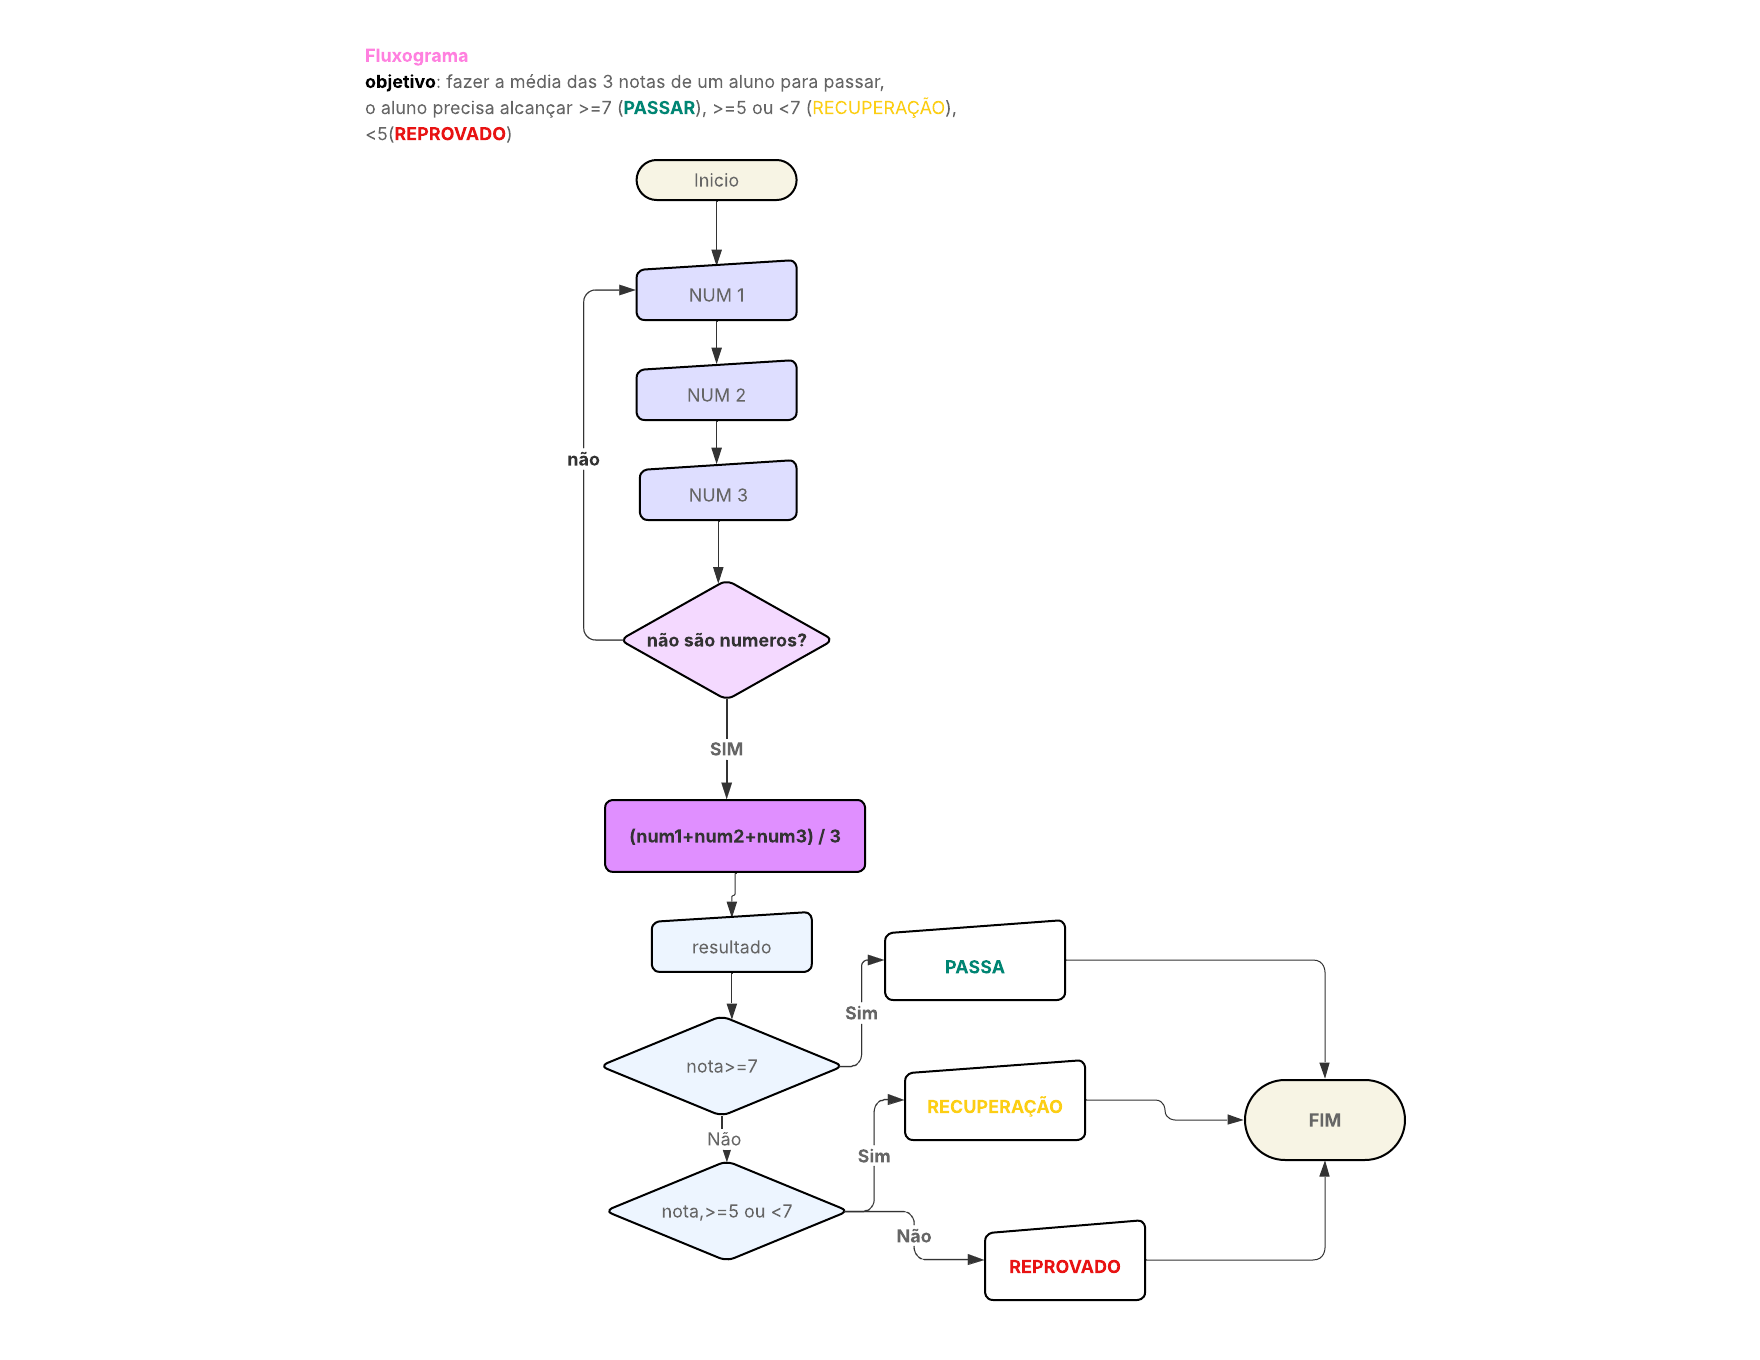 Fluxograma
objetivo: fazer a média das 3 notas de um aluno para passar,
o aluno precisa alcançar >=7 (PASSAR), >=5 ou <7 (RECUPERAÇÃO),
<5(REPROVADO)
Inicio
NUM 1
NUM 2
não
NUM 3
não são numeros?
SIM
(num1+num2+num3) / 3
resultado
PASSA
Sim
nota>=7
RECUPERAÇÃO
FIM
Não
Sim
nota,>=5 ou <7
Não
REPROVADO